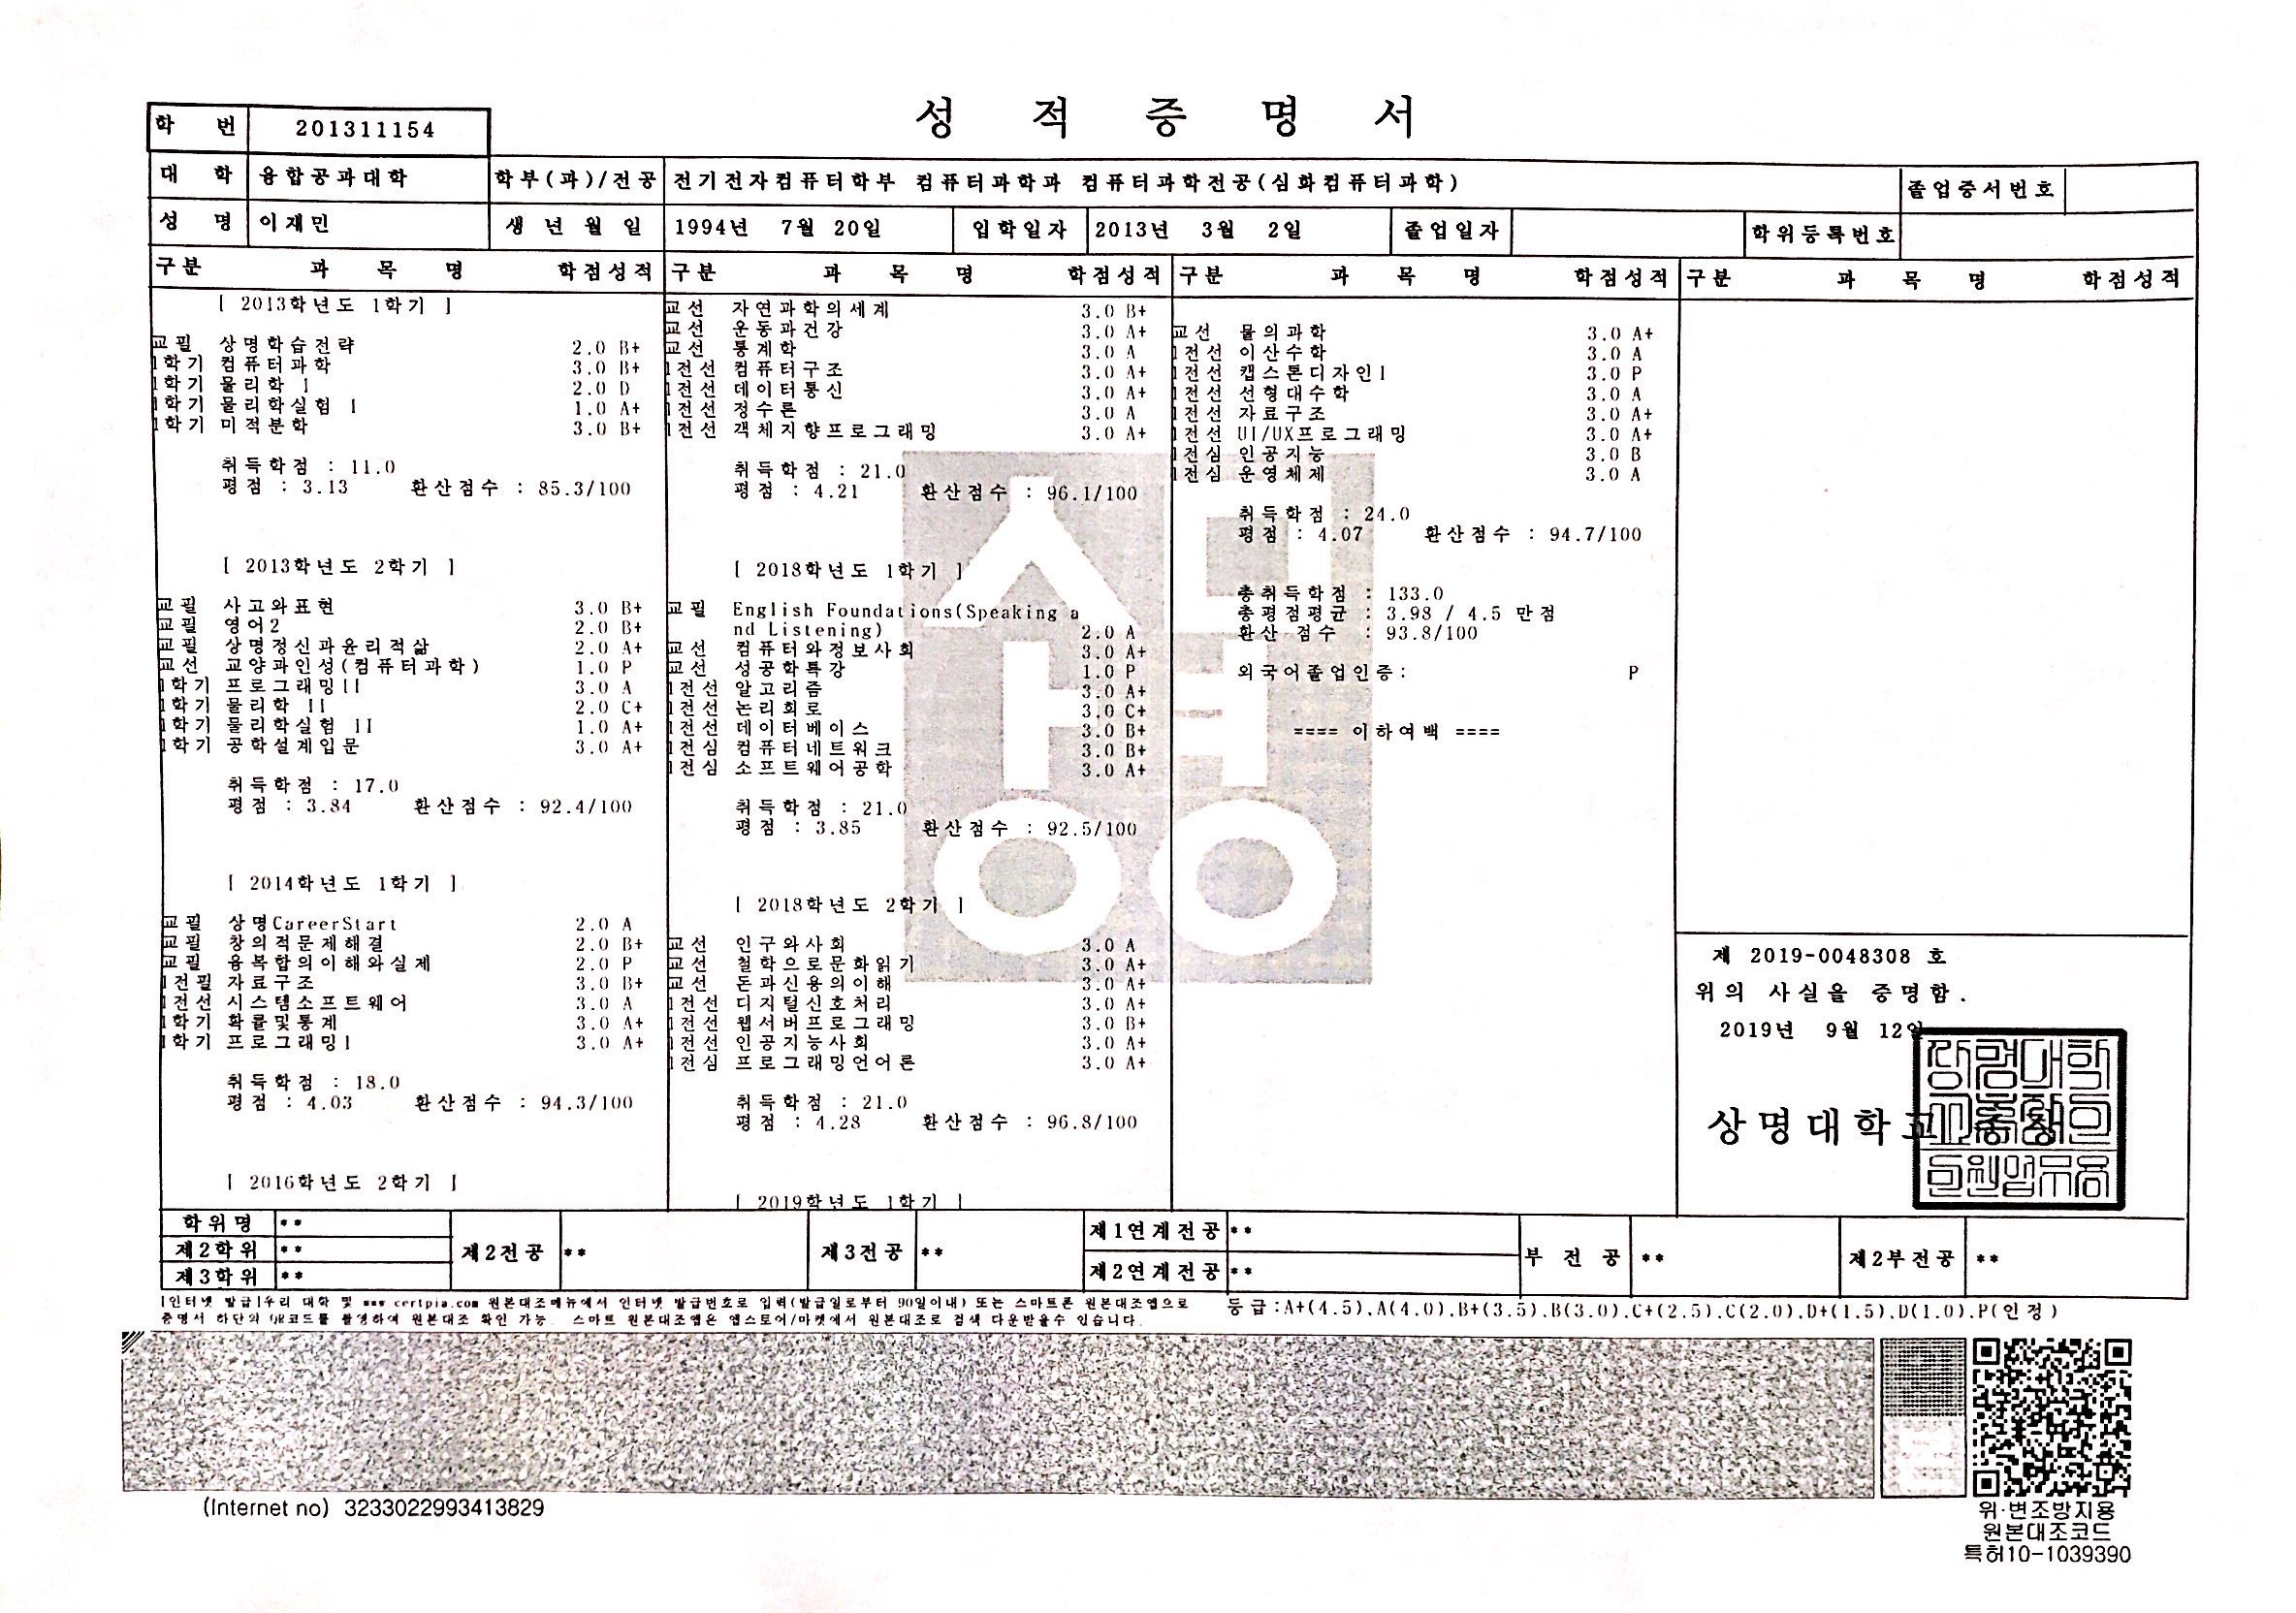 성 적 증 명 서
학 번 201311154
대 학 융합공과대학 학부(과)/전공 전기전자컴퓨터학부 컴퓨터과학과 컴퓨터과학전공(심화컴퓨터과학) 졸업증서번호
성 명 이재민 생 년 월 일 1994년 7월 20일 입학일자 2013년 3월 2일 졸업일자 학위등록번호
구분 과 목 명 학점성적
[ 2013학년도 1학기 ]
교필 상명학습전략 2.0 B+
1학기 컴퓨터과학 3.0 B+
1학기 물리학 I 2.0 D
1학기 물리학실험 I 1.0 A+
1학기 미적분학 3.0 B+
취득학점 : 11.0
평점 : 3.13 환산점수 : 85.3/100
[ 2013학년도 2학기 ]
교필 사고와표현 3.0 B+
교필 영어2 2.0 B+
교필 상명정신과윤리적삶 2.0 A+
교선 교양과인성(컴퓨터과학) 1.0 P
1학기 프로그래밍II 3.0 A
1학기 물리학 II 2.0 C+
1학기 물리학실험 II 1.0 A+
1학기 공학설계입문 3.0 A+
취득학점 : 17.0
평점 : 3.84 환산점수 : 92.4/100
[ 2014학년도 1학기 ]
교필 상명CareerStart 2.0 A
교필 창의적문제해결 2.0 B+
교필 융복합의이해와실제 2.0 P
1전필 자료구조 3.0 B+
1전선 시스템소프트웨어 3.0 A
1학기 확률및통계 3.0 A+
1학기 프로그래밍I 3.0 A+
취득학점 : 18.0
평점 : 4.03 환산점수 : 94.3/100
[ 2016학년도 2학기 ]
구분 과 목 명 학점성적
교선 자연과학의세계 3.0 B+
교선 운동과건강 3.0 A+
교선 통계학 3.0 A
1전선 컴퓨터구조 3.0 A+
1전선 데이터통신 3.0 A+
1전선 정수론 3.0 A
1전선 객체지향프로그래밍 3.0 A+
취득학점 : 21.0
평점 : 4.21 환산점수 : 96.1/100
[ 2018학년도 1학기 ]
교필 English Foundations(Speaking a
nd Listening) 2.0 A
교선 컴퓨터와정보사회 3.0 A+
교선 성공학특강 1.0 P
1전선 알고리즘 3.0 A+
1전선 논리회로 3.0 C+
1전선 데이터베이스 3.0 B+
1전심 컴퓨터네트워크 3.0 B+
1전심 소프트웨어공학 3.0 A+
취득학점 : 21.0
평점 : 3.85 환산점수 : 92.5/100
[ 2018학년도 2학기 ]
교선 인구와사회 3.0 A
교선 철학으로문화읽기 3.0 A+
교선 돈과신용의이해 3.0 A+
1전선 디지털신호처리 3.0 A+
1전선 웹서버프로그래밍 3.0 B+
1전선 인공지능사회 3.0 A+
1전심 프로그래밍언어론 3.0 A+
취득학점 : 21.0
평점 : 4.28 환산점수 : 96.8/100
[ 2019학년도 1학기 ]
구분 과 목 명 학점성적
교선 물의과학 3.0 A+
1전선 이산수학 3.0 A
1전선 캡스톤디자인I 3.0 P
1전선 선형대수학 3.0 A
1전선 자료구조 3.0 A+
1전선 UI/UX프로그래밍 3.0 A+
1전심 인공지능 3.0 B
1전심 운영체제 3.0 A
취득학점 : 24.0
평점 : 4.07 환산점수 : 94.7/100
총취득학점 : 133.0
총평점평균 : 3.98 / 4.5 만점
환산 점수 : 93.8/100
외국어졸업인증: P
==== 이하여백 ====
구분 과 목 명 학점성적
제 2019-0048308 호
위의 사실을 증명함.
2019년 9월 12일
상명대학교총장
학위명 **
제2학위 **
제3학위 **
제2전공 **
제3전공 **
제1연계전공 **
제2연계전공 **
부 전 공 **
제2부전공 **
[인터넷 발급]우리 대학 및 www.certpia.com 원본대조메뉴에서 인터넷 발급번호로 입력(발급일로부터 90일이내) 또는 스마트폰 원본대조앱으로
증명서 하단의 QR코드를 촬영하여 원본대조 확인 가능. 스마트 원본대조앱은 앱스토어/마켓에서 원본대조로 검색 다운받을수 있습니다.
등급:A+(4.5),A(4.0),B+(3.5),B(3.0),C+(2.5),C(2.0),D+(1.5),D(1.0),P(인정)
(Internet no) 3233022993413829
위·변조방지용
원본대조코드
특허10-1039390